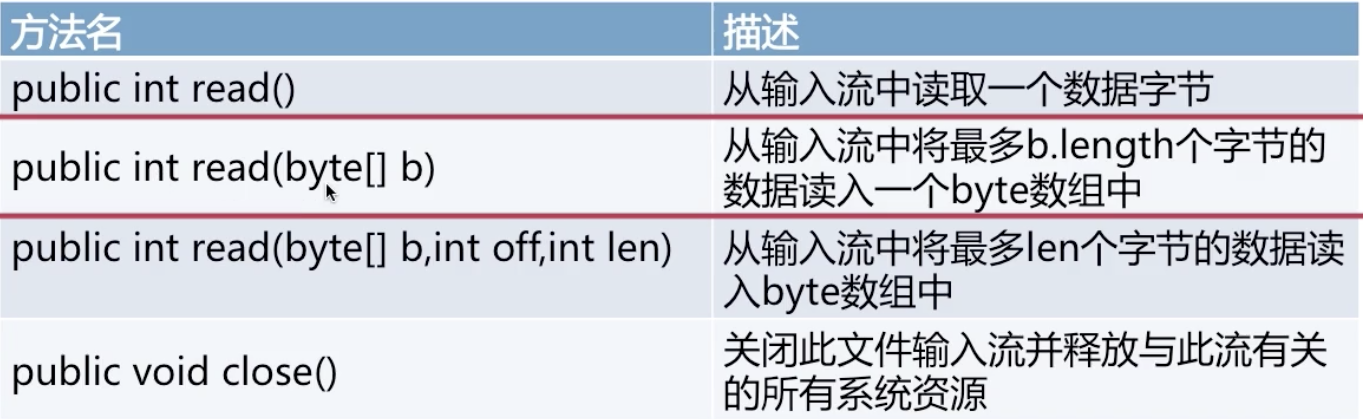 方法名
描述
public int read()
从输入流中读取一个数据字节
public int read(byte[] b)
从输入流中将最多b.length个字节的
数据读入一个byte数组中
public int read(byte[] b,int off,int len)
从输入流中将最多len个字节的数据读
入byte数组中
public void close()
关闭此文件输入流并释放与此流有关
的所有系统资源